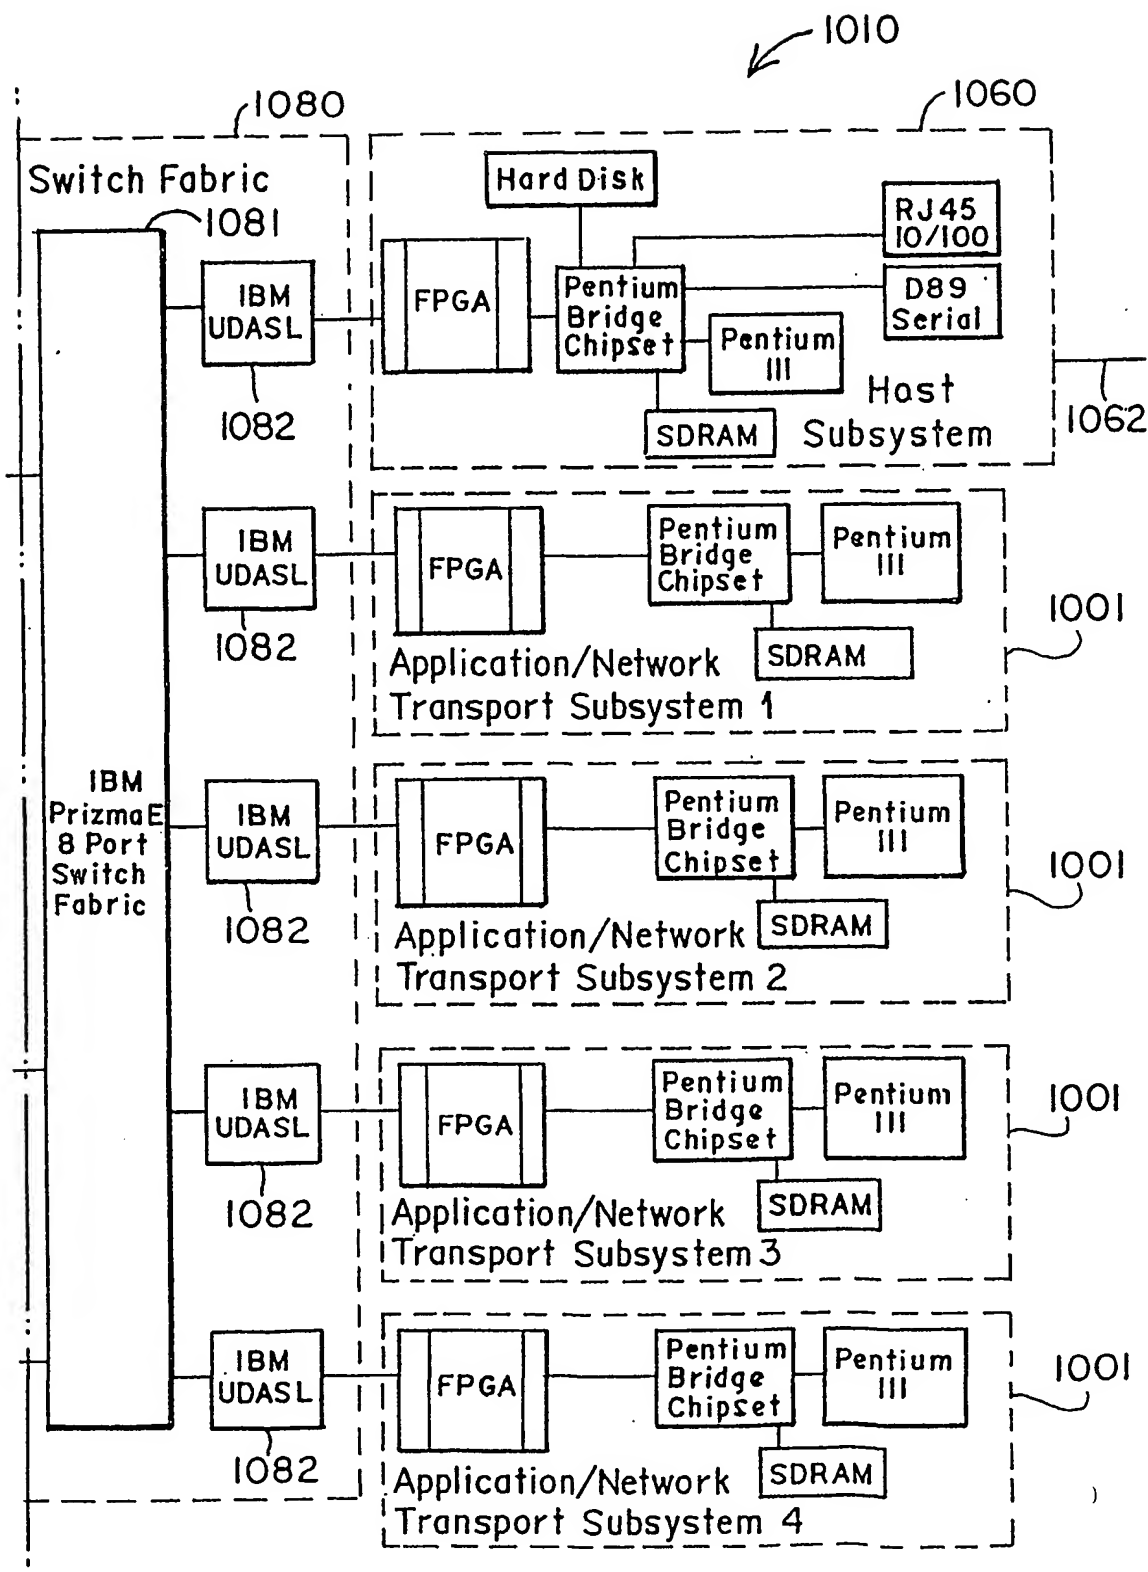 1010
1080
1060
Switch Fabric
1081
Hard Disk
RJ45
10/100
IBM
UDASL
FPGA
Pentium
Bridge
Chipset
D89
Serial
Pentium
III
1082
SDRAM
Host
Subsystem
1062
IBM
UDASL
FPGA
Pentium
Bridge
Chipset
Pentium
III
1082
SDRAM
1001
Application/Network
Transport Subsystem 1
IBM
PrizmaE
8 Port
Switch
Fabric
IBM
UDASL
FPGA
Pentium
Bridge
Chipset
Pentium
III
1001
1082
SDRAM
Application/Network
Transport Subsystem 2
IBM
UDASL
FPGA
Pentium
Bridge
Chipset
Pentium
III
1001
1082
SDRAM
Application/Network
Transport Subsystem 3
IBM
UDASL
FPGA
Pentium
Bridge
Chipset
Pentium
III
1001
1082
SDRAM
Application/Network
Transport Subsystem 4